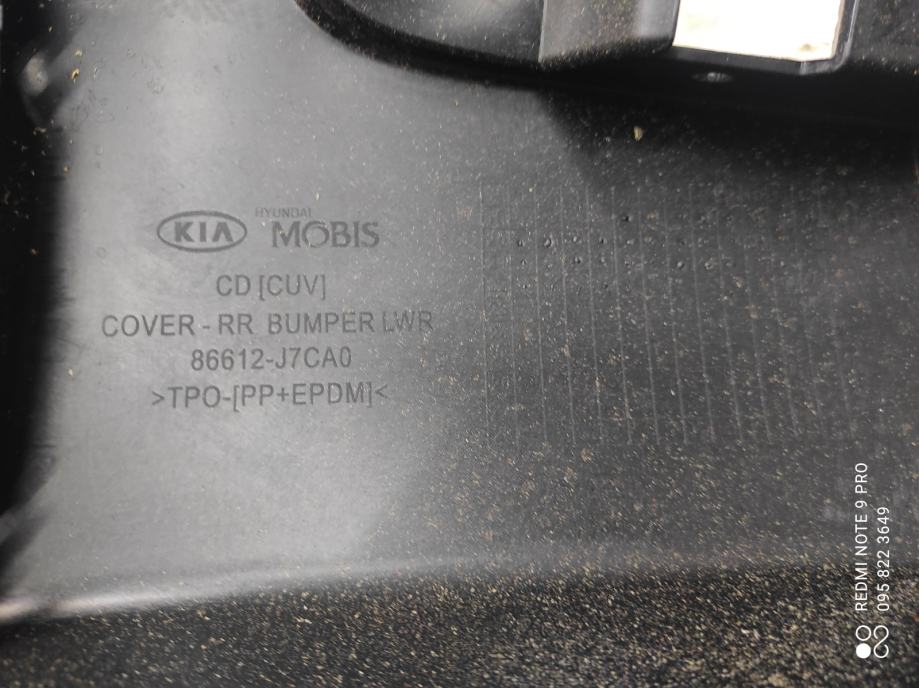 KIA HYUNDAI MOBIS
CD [CUV]
COVER - RR BUMPER LWR
86612-J7CA0
>TPO-[PP+EPDM]<
REDMI NOTE 9 PRO
095 822 3649